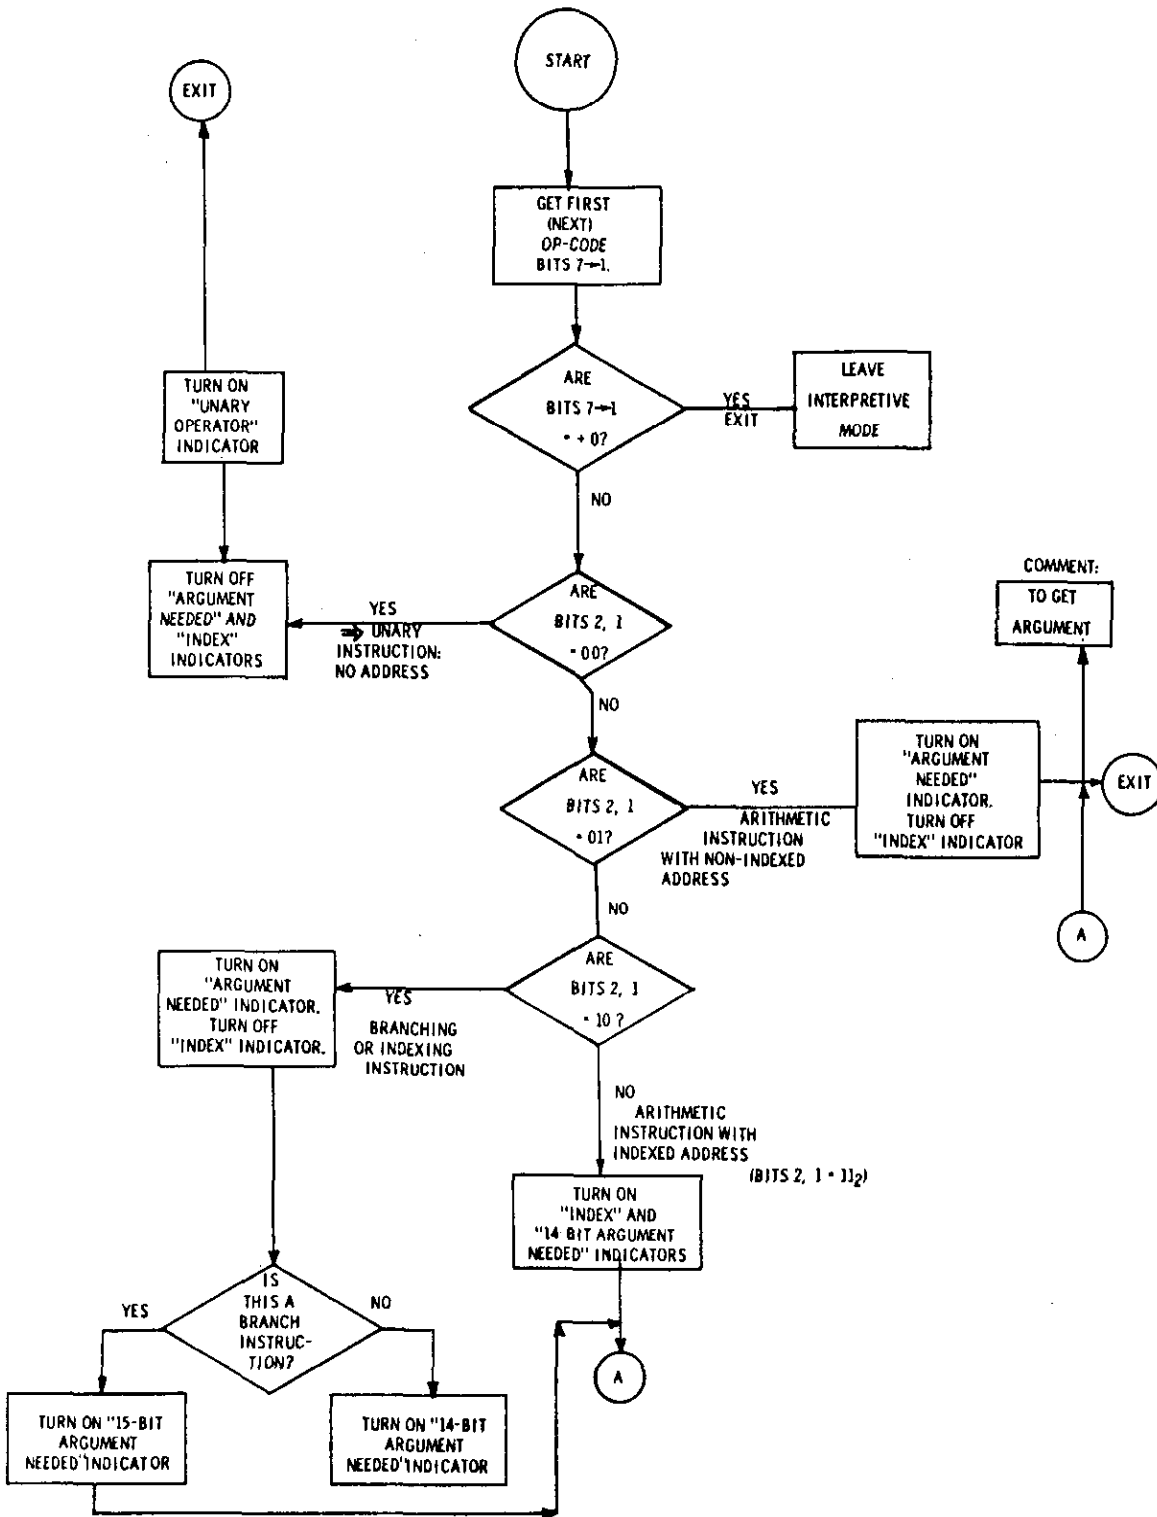 START
EXIT
GET FIRST
(NEXT)
OP-CODE
BITS 7→1.
ARE
BITS 7→1
= + 0?
YES
EXIT
LEAVE
INTERPRETIVE
MODE
NO
TURN ON
"UNARY
OPERATOR"
INDICATOR
TURN OFF
"ARGUMENT
NEEDED" AND
"INDEX"
INDICATORS
YES
⇒ UNARY
INSTRUCTION:
NO ADDRESS
ARE
BITS 2, 1
= 00?
NO
COMMENT:
TO GET
ARGUMENT
ARE
BITS 2, 1
= 01?
YES
ARITHMETIC
INSTRUCTION
WITH NON-INDEXED
ADDRESS
TURN ON
"ARGUMENT
NEEDED"
INDICATOR.
TURN OFF
"INDEX" INDICATOR
EXIT
A
NO
ARE
BITS 2, 1
= 10 ?
YES
BRANCHING
OR INDEXING
INSTRUCTION
TURN ON
"ARGUMENT
NEEDED" INDICATOR.
TURN OFF
"INDEX" INDICATOR.
NO
ARITHMETIC
INSTRUCTION WITH
INDEXED ADDRESS
(BITS 2, 1 = 11₂)
TURN ON
"INDEX" AND
"14-BIT ARGUMENT
NEEDED" INDICATORS
A
IS
THIS A
BRANCH
INSTRUC-
TION?
YES
NO
TURN ON "15-BIT
ARGUMENT
NEEDED" INDICATOR
TURN ON "14-BIT
ARGUMENT
NEEDED" INDICATOR